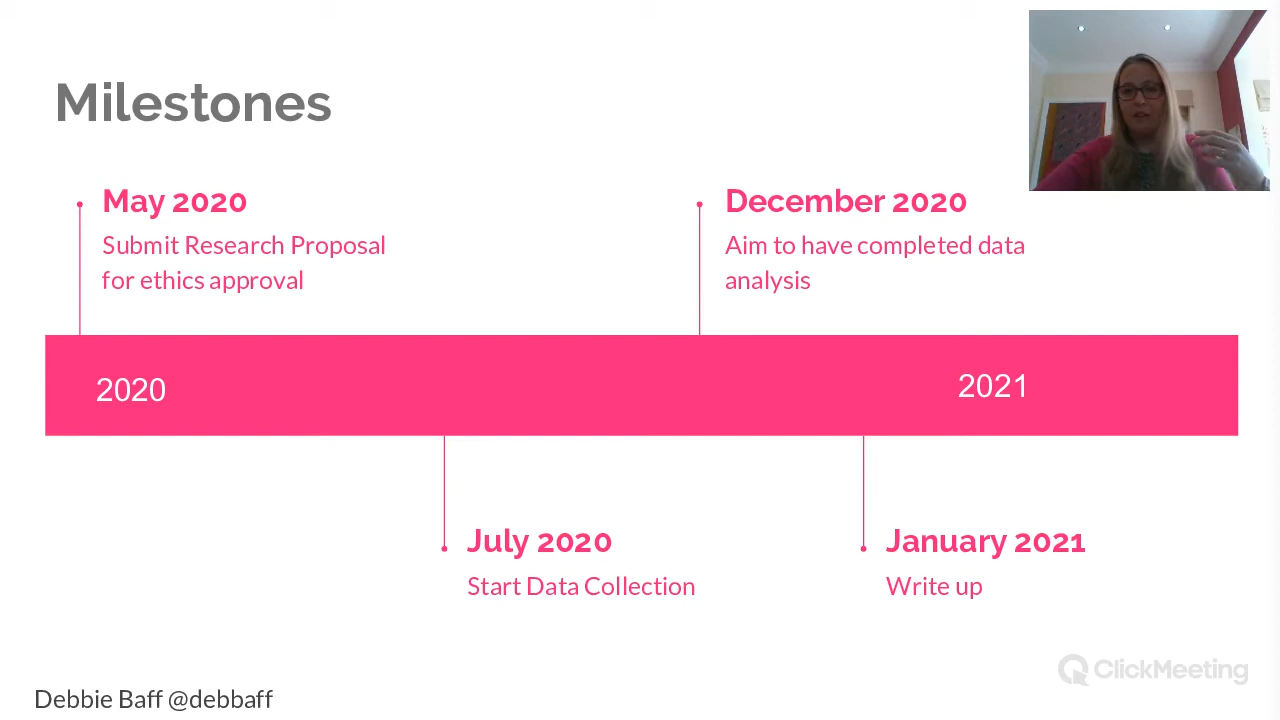 Milestones
May 2020
Submit Research Proposal
for ethics approval
December 2020
Aim to have completed data
analysis
2020
2021
July 2020
Start Data Collection
January 2021
Write up
ClickMeeting
Debbie Baff @debbaff